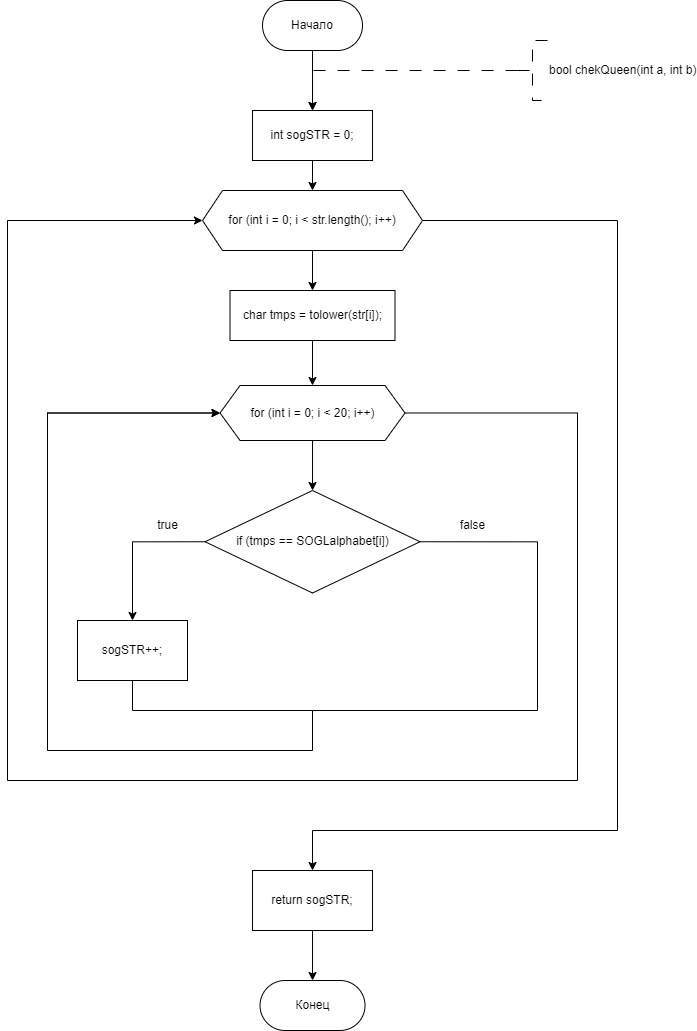 Начало
bool chekQueen(int a, int b)
int sogSTR = 0;
for (int i = 0; i < str.length(); i++)
char tmps = tolower(str[i]);
for (int i = 0; i < 20; i++)
true
false
if (tmps == SOGLalphabet[i])
sogSTR++;
return sogSTR;
Конец